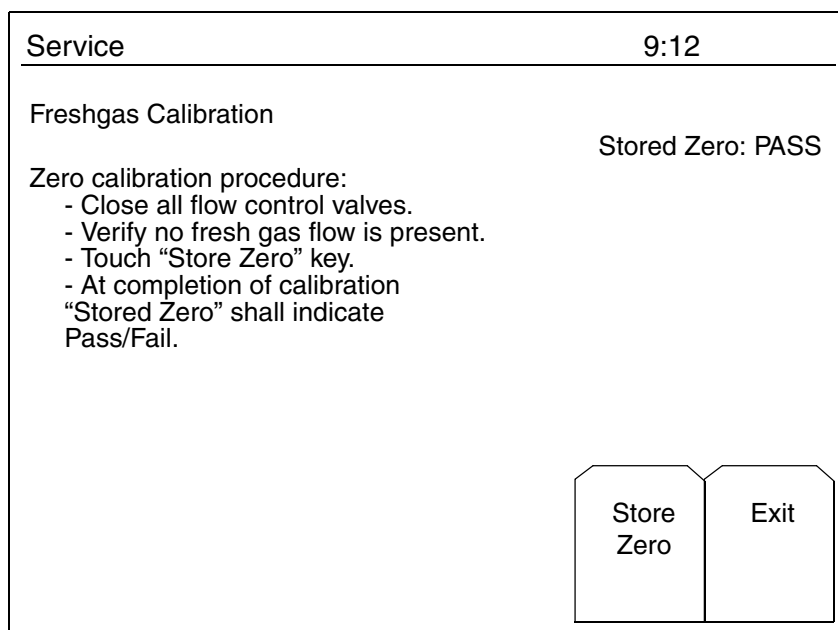 Service 9:12
Freshgas Calibration
Stored Zero: PASS
Zero calibration procedure:
- Close all flow control valves.
- Verify no fresh gas flow is present.
- Touch “Store Zero” key.
- At completion of calibration
“Stored Zero” shall indicate
Pass/Fail.
Store
Zero
Exit